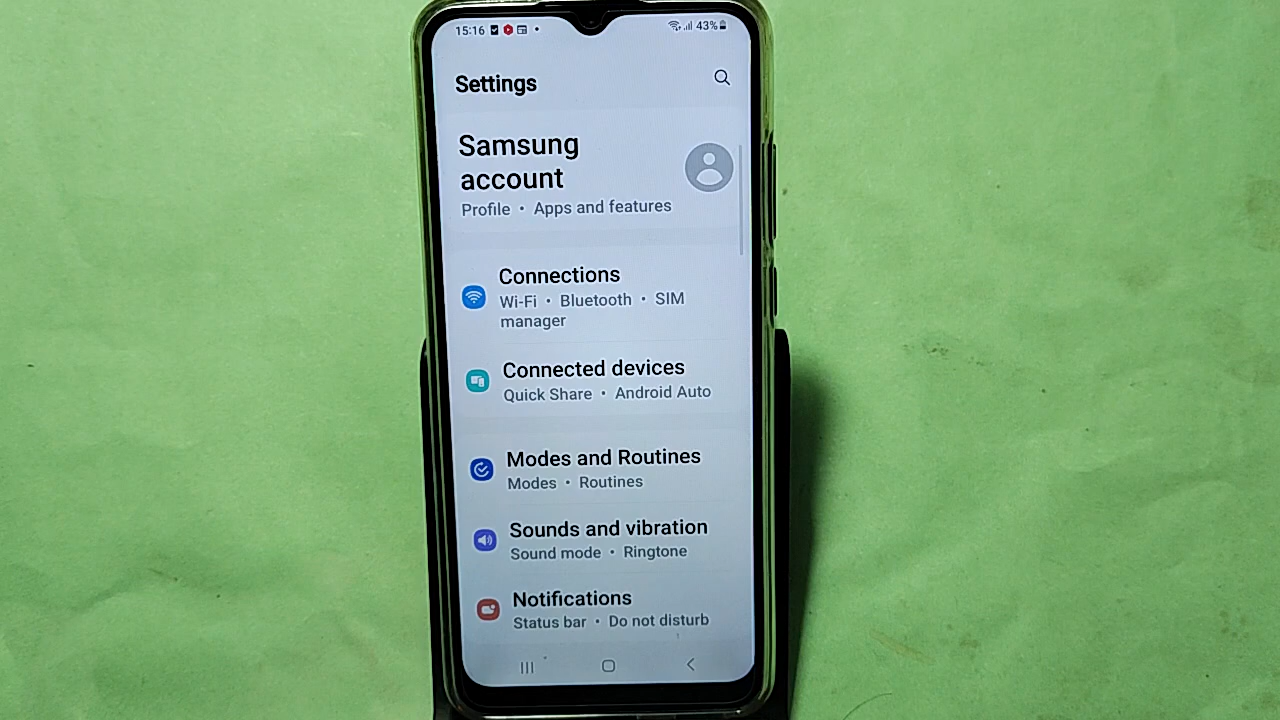 15:16 43%
Settings
Samsung
account
Profile • Apps and features
Connections
Wi-Fi • Bluetooth • SIM
manager
Connected devices
Quick Share • Android Auto
Modes and Routines
Modes • Routines
Sounds and vibration
Sound mode • Ringtone
Notifications
Status bar • Do not disturb